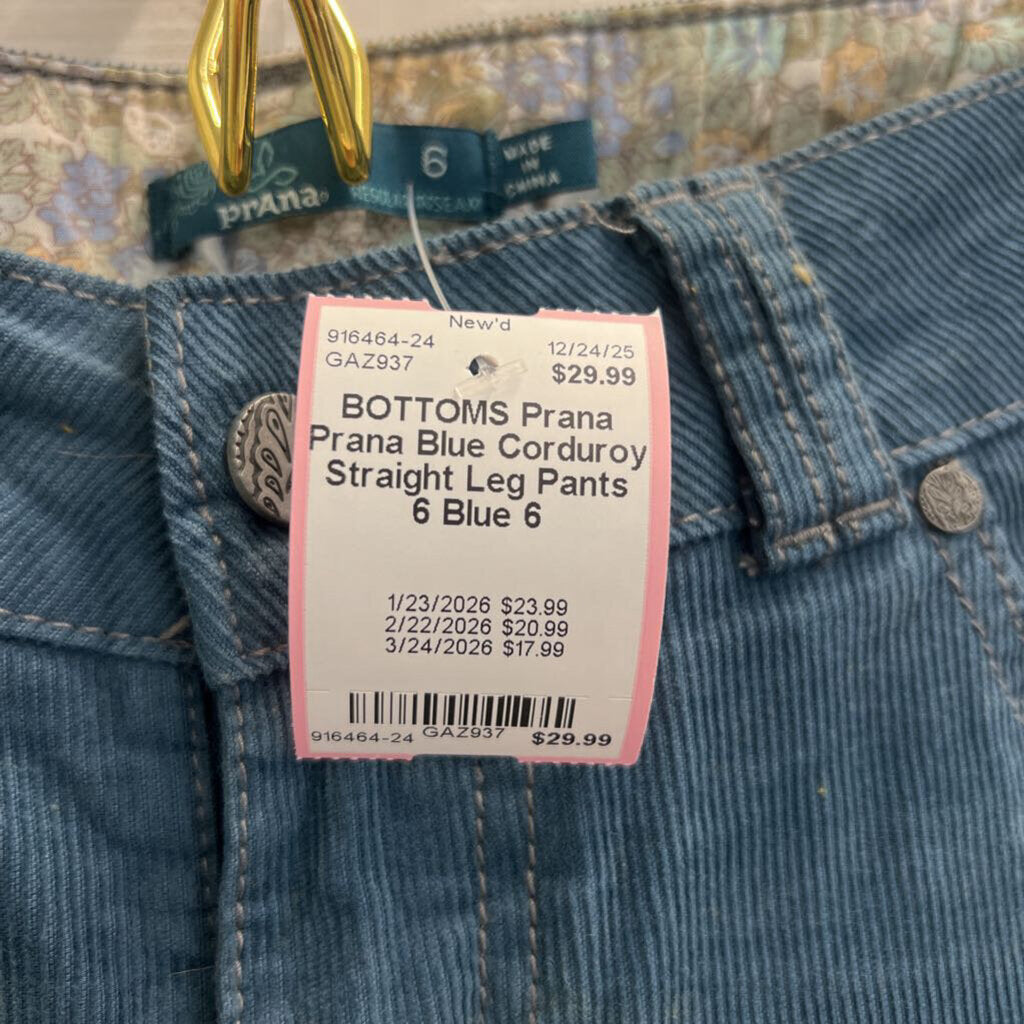 prAna
6
MADE
IN
CHINA
New'd
916464-24
GAZ937
12/24/25
$29.99
BOTTOMS Prana
Prana Blue Corduroy
Straight Leg Pants
6 Blue 6
1/23/2026 $23.99
2/22/2026 $20.99
3/24/2026 $17.99
916464-24 GAZ937 $29.99